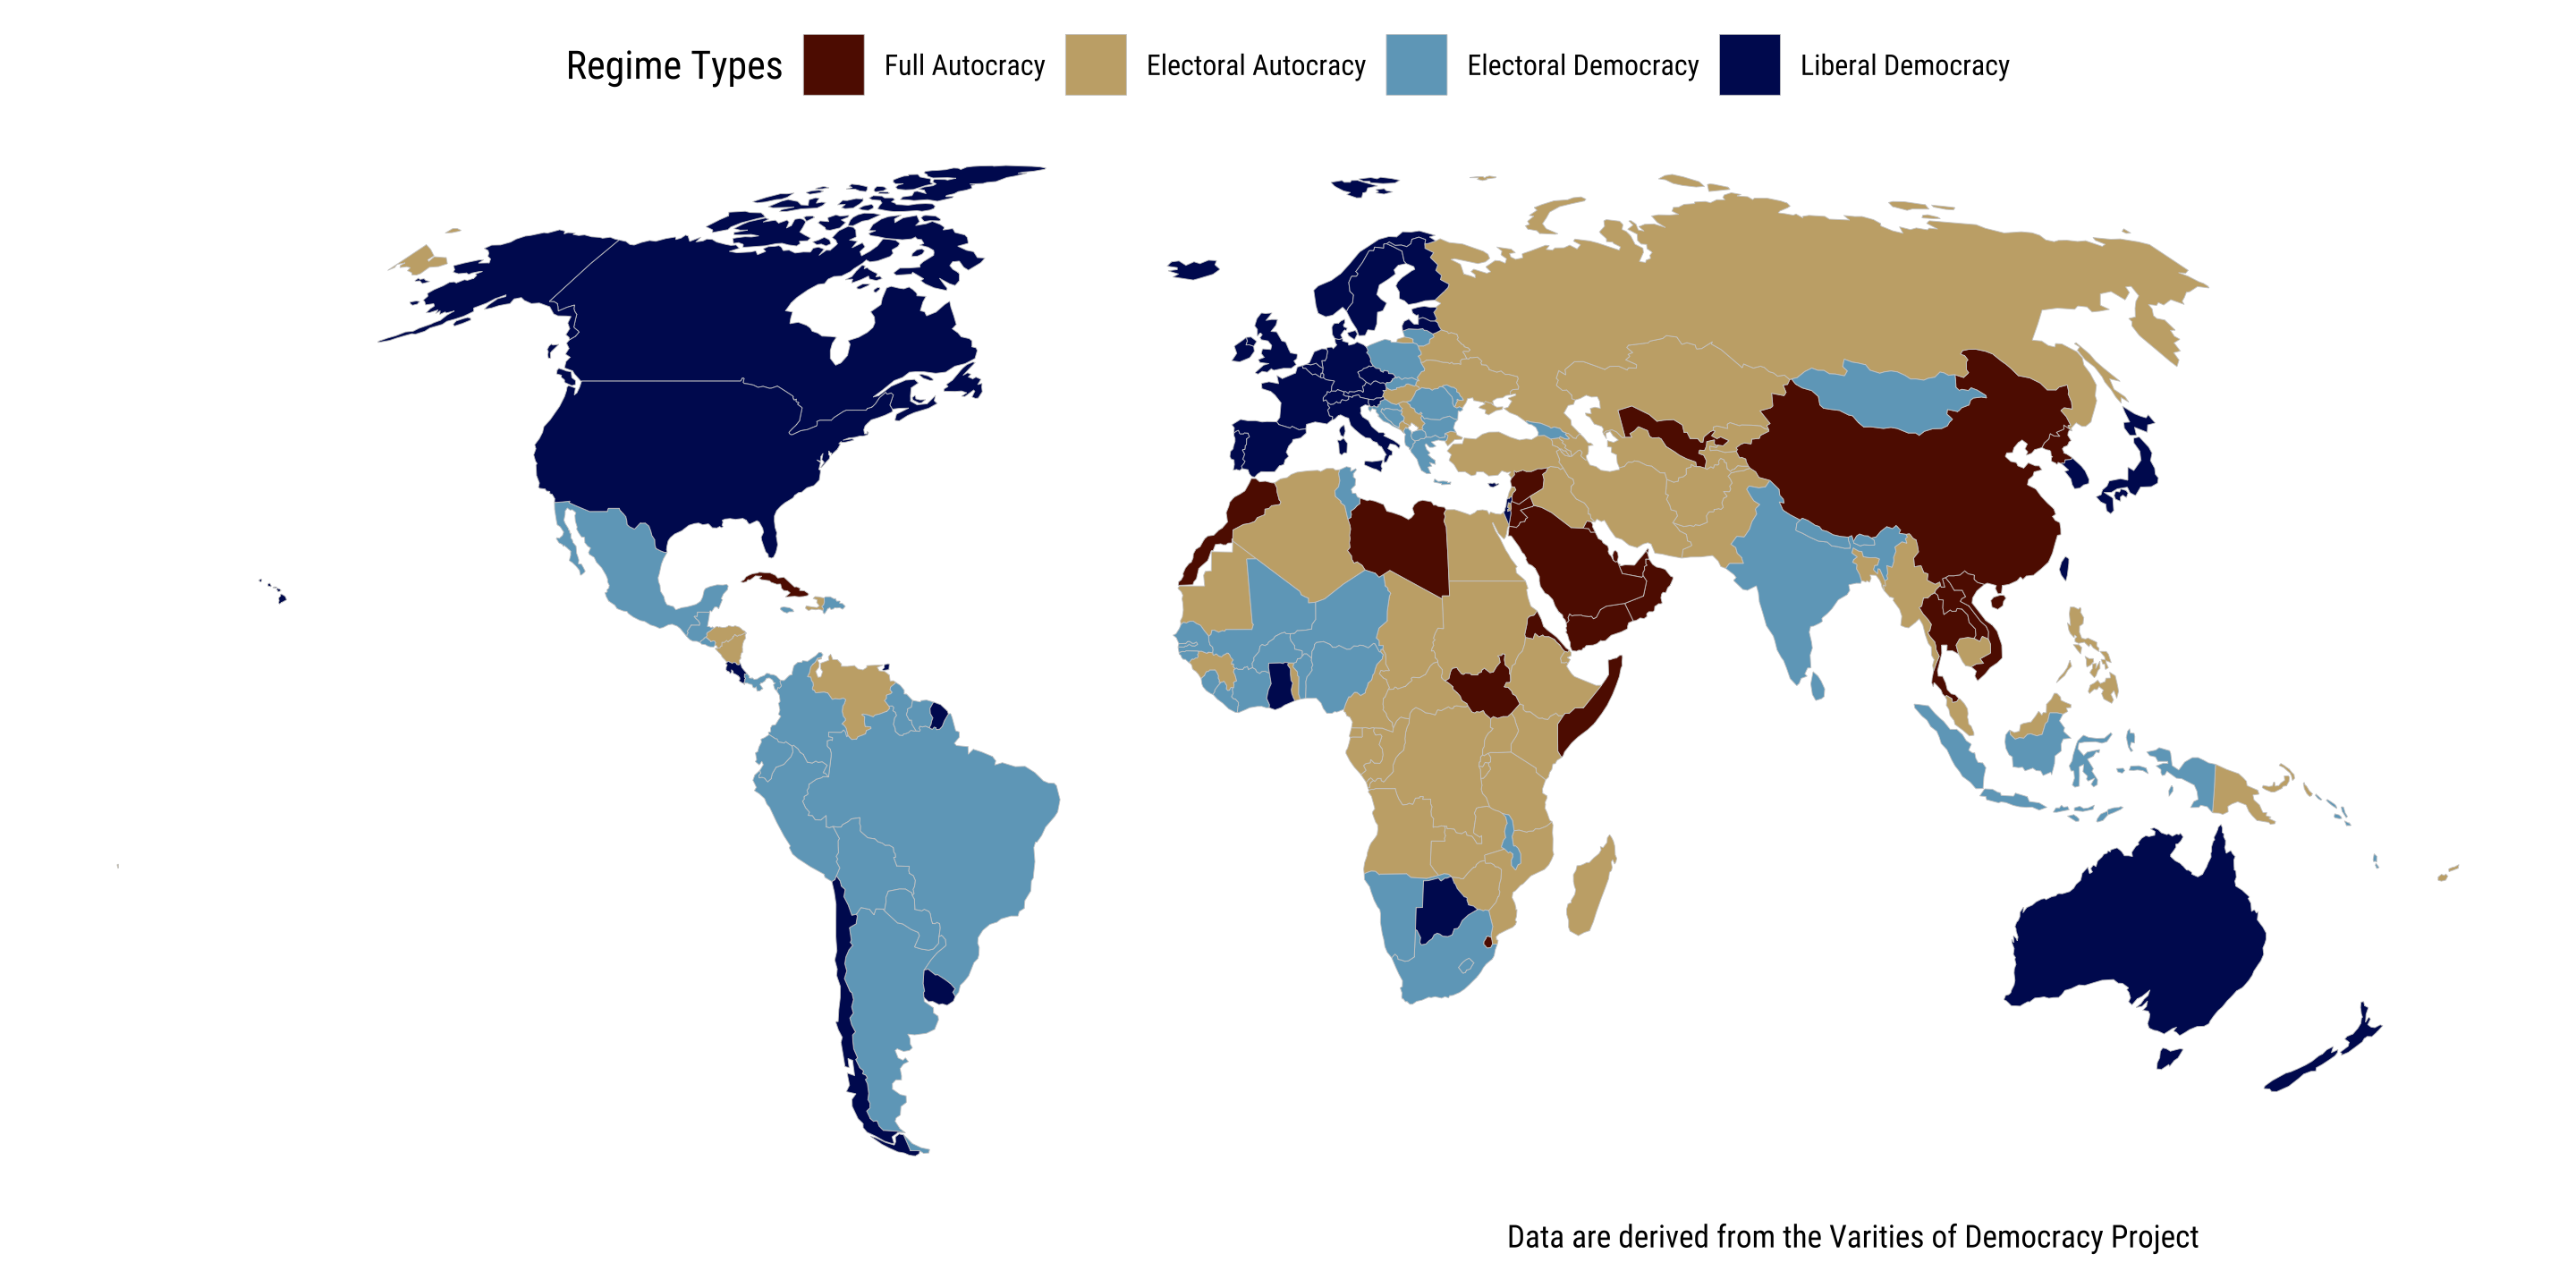 Regime Types Full Autocracy Electoral Autocracy Electoral Democracy Liberal Democracy
Data are derived from the Varities of Democracy Project